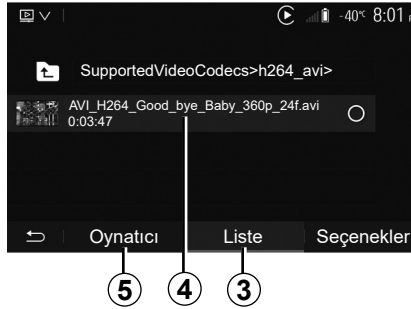 -40°C 8:01
SupportedVideoCodecs>h264_avi>
AVI_H264_Good_bye_Baby_360p_24f.avi
0:03:47
Oynatıcı Liste Seçenekler
5 4 3